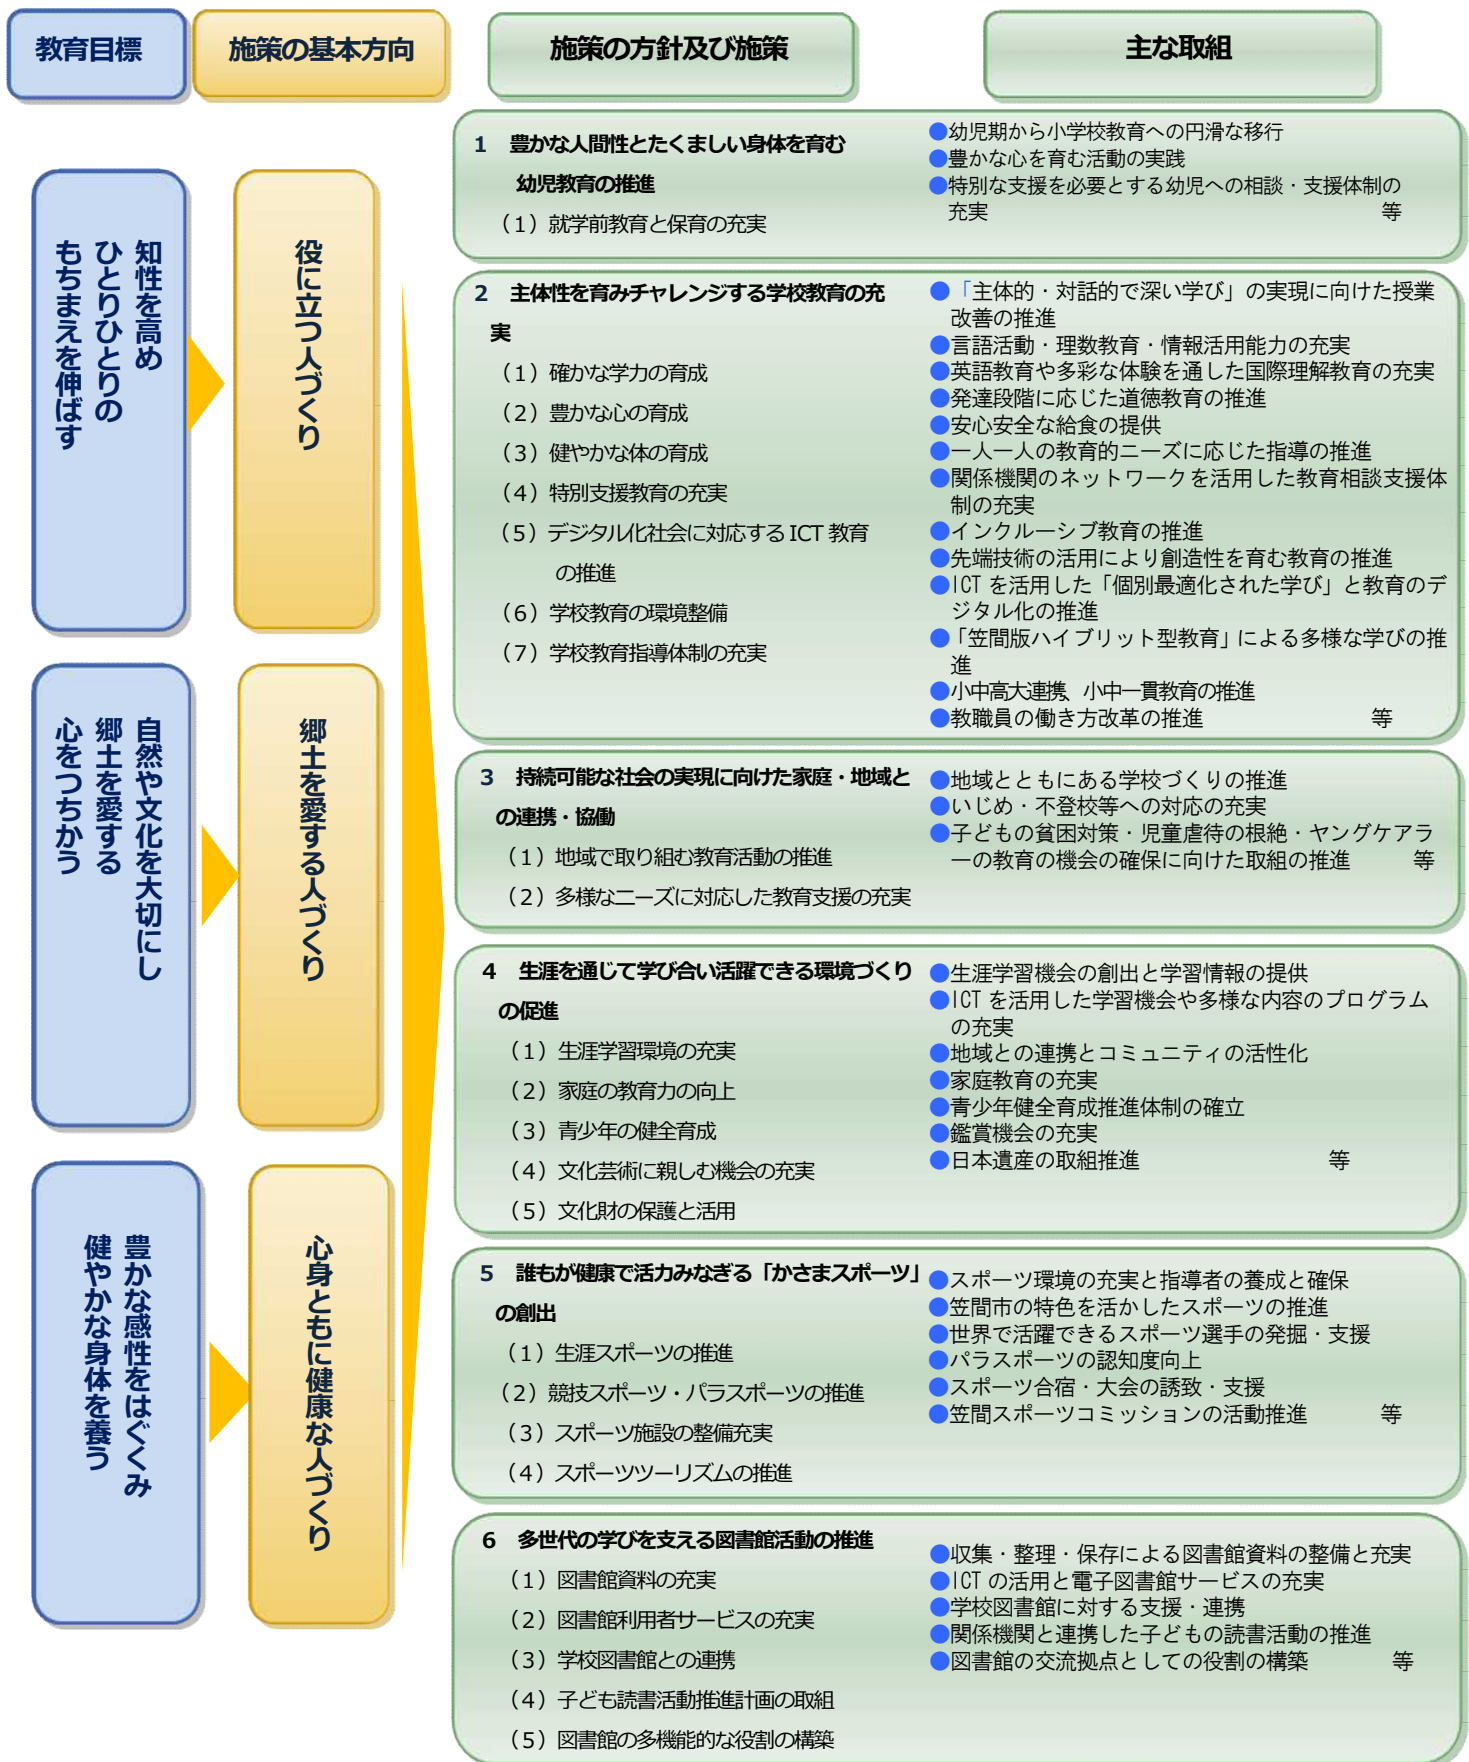 教育目標
施策の基本方向
施策の方針及び施策
主な取組
知性を高め
ひとりひとりの
もちまえを伸ばす
役に立つ人づくり
自然や文化を大切にし
郷土を愛する
心をつちかう
郷土を愛する人づくり
豊かな感性をはぐくみ
健やかな身体を養う
心身ともに健康な人づくり
1 豊かな人間性とたくましい身体を育む
幼児教育の推進
（1）就学前教育と保育の充実
●幼児期から小学校教育への円滑な移行
●豊かな心を育む活動の実践
●特別な支援を必要とする幼児への相談・支援体制の
充実 等
2 主体性を育みチャレンジする学校教育の充
実
（1）確かな学力の育成
（2）豊かな心の育成
（3）健やかな体の育成
（4）特別支援教育の充実
（5）デジタル化社会に対応する ICT 教育
の推進
（6）学校教育の環境整備
（7）学校教育指導体制の充実
●「主体的・対話的で深い学び」の実現に向けた授業
改善の推進
●言語活動・理数教育・情報活用能力の充実
●英語教育や多彩な体験を通した国際理解教育の充実
●発達段階に応じた道徳教育の推進
●安心安全な給食の提供
●一人一人の教育的ニーズに応じた指導の推進
●関係機関のネットワークを活用した教育相談支援体
制の充実
●インクルーシブ教育の推進
●先端技術の活用により創造性を育む教育の推進
●ICT を活用した「個別最適化された学び」と教育のデ
ジタル化の推進
●「笠間版ハイブリット型教育」による多様な学びの推
進
●小中高大連携、小中一貫教育の推進
●教職員の働き方改革の推進 等
3 持続可能な社会の実現に向けた家庭・地域と
の連携・協働
（1）地域で取り組む教育活動の推進
（2）多様なニーズに対応した教育支援の充実
●地域とともにある学校づくりの推進
●いじめ・不登校等への対応の充実
●子どもの貧困対策・児童虐待の根絶・ヤングケアラ
ーの教育の機会の確保に向けた取組の推進 等
4 生涯を通じて学び合い活躍できる環境づくり
の促進
（1）生涯学習環境の充実
（2）家庭の教育力の向上
（3）青少年の健全育成
（4）文化芸術に親しむ機会の充実
（5）文化財の保護と活用
●生涯学習機会の創出と学習情報の提供
●ICT を活用した学習機会や多様な内容のプログラム
の充実
●地域との連携とコミュニティの活性化
●家庭教育の充実
●青少年健全育成推進体制の確立
●鑑賞機会の充実
●日本遺産の取組推進 等
5 誰もが健康で活力みなぎる「かさまスポーツ」
の創出
（1）生涯スポーツの推進
（2）競技スポーツ・パラスポーツの推進
（3）スポーツ施設の整備充実
（4）スポーツツーリズムの推進
●スポーツ環境の充実と指導者の養成と確保
●笠間市の特色を活かしたスポーツの推進
●世界で活躍できるスポーツ選手の発掘・支援
●パラスポーツの認知度向上
●スポーツ合宿・大会の誘致・支援
●笠間スポーツコミッションの活動推進 等
6 多世代の学びを支える図書館活動の推進
（1）図書館資料の充実
（2）図書館利用者サービスの充実
（3）学校図書館との連携
（4）子ども読書活動推進計画の取組
（5）図書館の多機能的な役割の構築
●収集・整理・保存による図書館資料の整備と充実
●ICT の活用と電子図書館サービスの充実
●学校図書館に対する支援・連携
●関係機関と連携した子どもの読書活動の推進
●図書館の交流拠点としての役割の構築 等